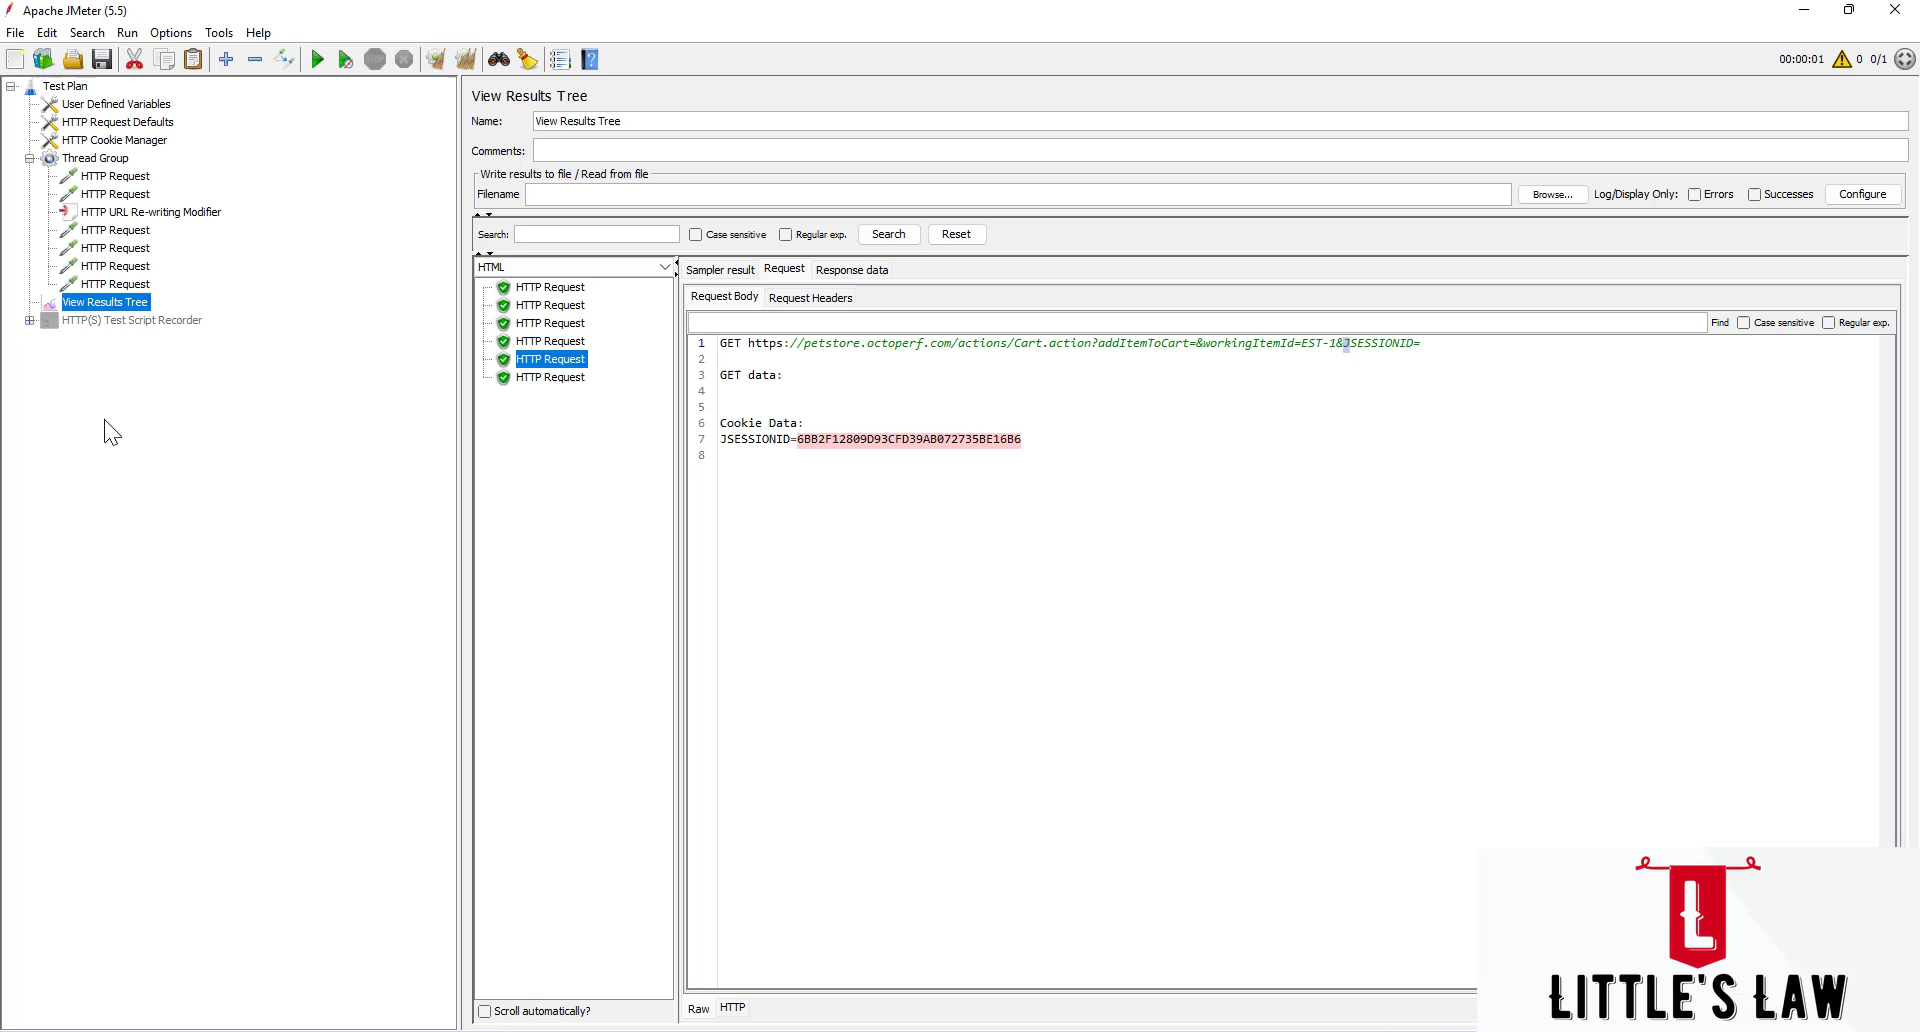 Apache JMeter (5.5)
File Edit Search Run Options Tools Help
00:00:01 0 0/1
Test Plan
User Defined Variables
HTTP Request Defaults
HTTP Cookie Manager
Thread Group
HTTP Request
HTTP Request
HTTP URL Re-writing Modifier
HTTP Request
HTTP Request
HTTP Request
HTTP Request
View Results Tree
HTTP(S) Test Script Recorder
View Results Tree
Name: View Results Tree
Comments:
Write results to file / Read from file
Filename Browse... Log/Display Only: Errors Successes Configure
Search: Case sensitive Regular exp. Search Reset
HTML
HTTP Request
HTTP Request
HTTP Request
HTTP Request
HTTP Request
HTTP Request
Scroll automatically?
Sampler result Request Response data
Request Body Request Headers
Find Case sensitive Regular exp.
1 GET https://petstore.octoperf.com/actions/Cart.action?addItemToCart=&workingItemId=EST-1&JSESSIONID=
2
3 GET data:
4
5
6 Cookie Data:
7 JSESSIONID=6BB2F12809D93CFD39AB072735BE16B6
8
Raw HTTP
L
LITTLE'S LAW